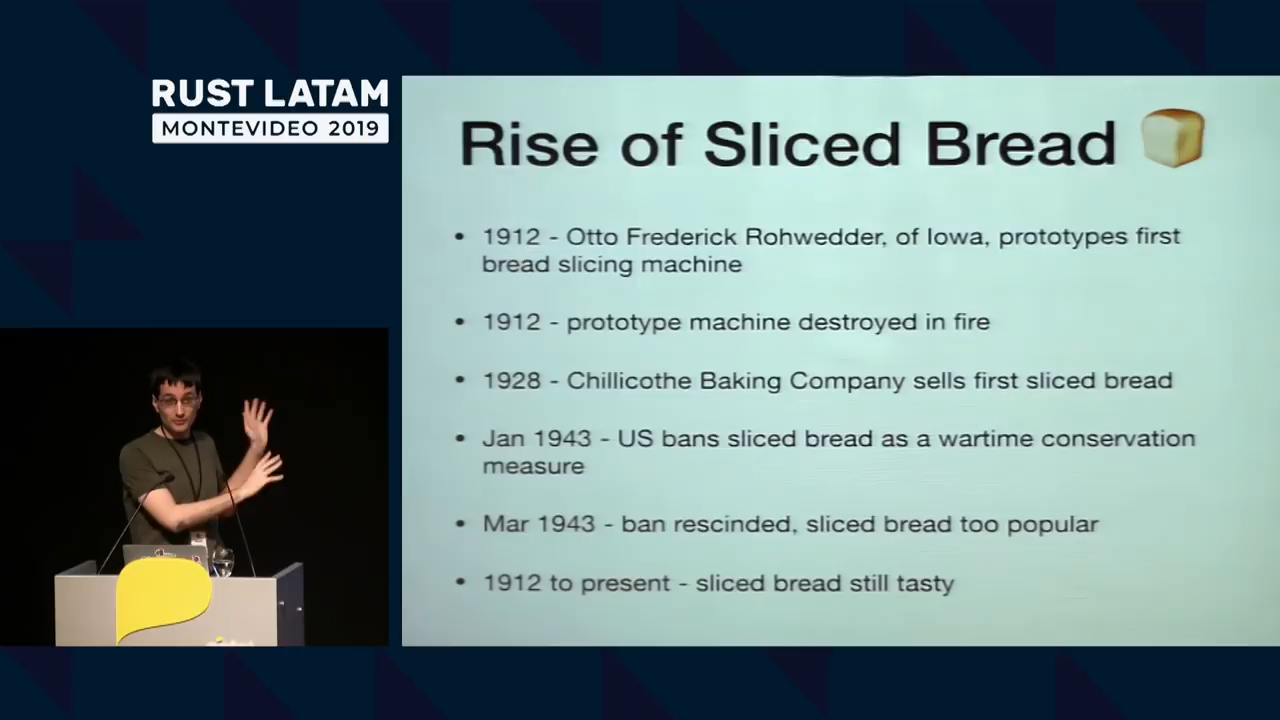 RUST LATAM
MONTEVIDEO 2019
Rise of Sliced Bread
• 1912 - Otto Frederick Rohwedder, of Iowa, prototypes first
bread slicing machine
• 1912 - prototype machine destroyed in fire
• 1928 - Chillicothe Baking Company sells first sliced bread
• Jan 1943 - US bans sliced bread as a wartime conservation
measure
• Mar 1943 - ban rescinded, sliced bread too popular
• 1912 to present - sliced bread still tasty